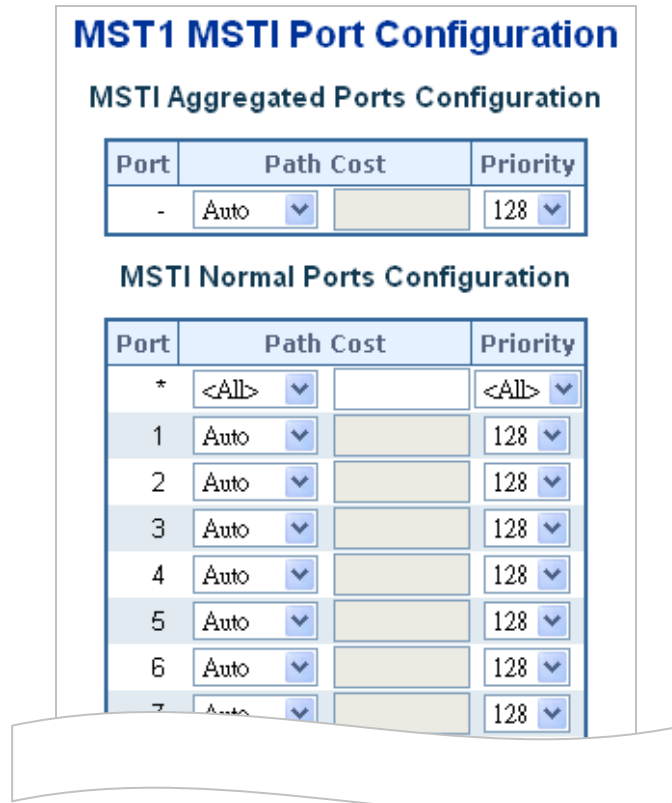 MST1 MSTI Port Configuration
MSTI Aggregated Ports Configuration
Port Path Cost Priority
- Auto 128
MSTI Normal Ports Configuration
Port Path Cost Priority
* <All> <All>
1 Auto 128
2 Auto 128
3 Auto 128
4 Auto 128
5 Auto 128
6 Auto 128
7 Auto 128